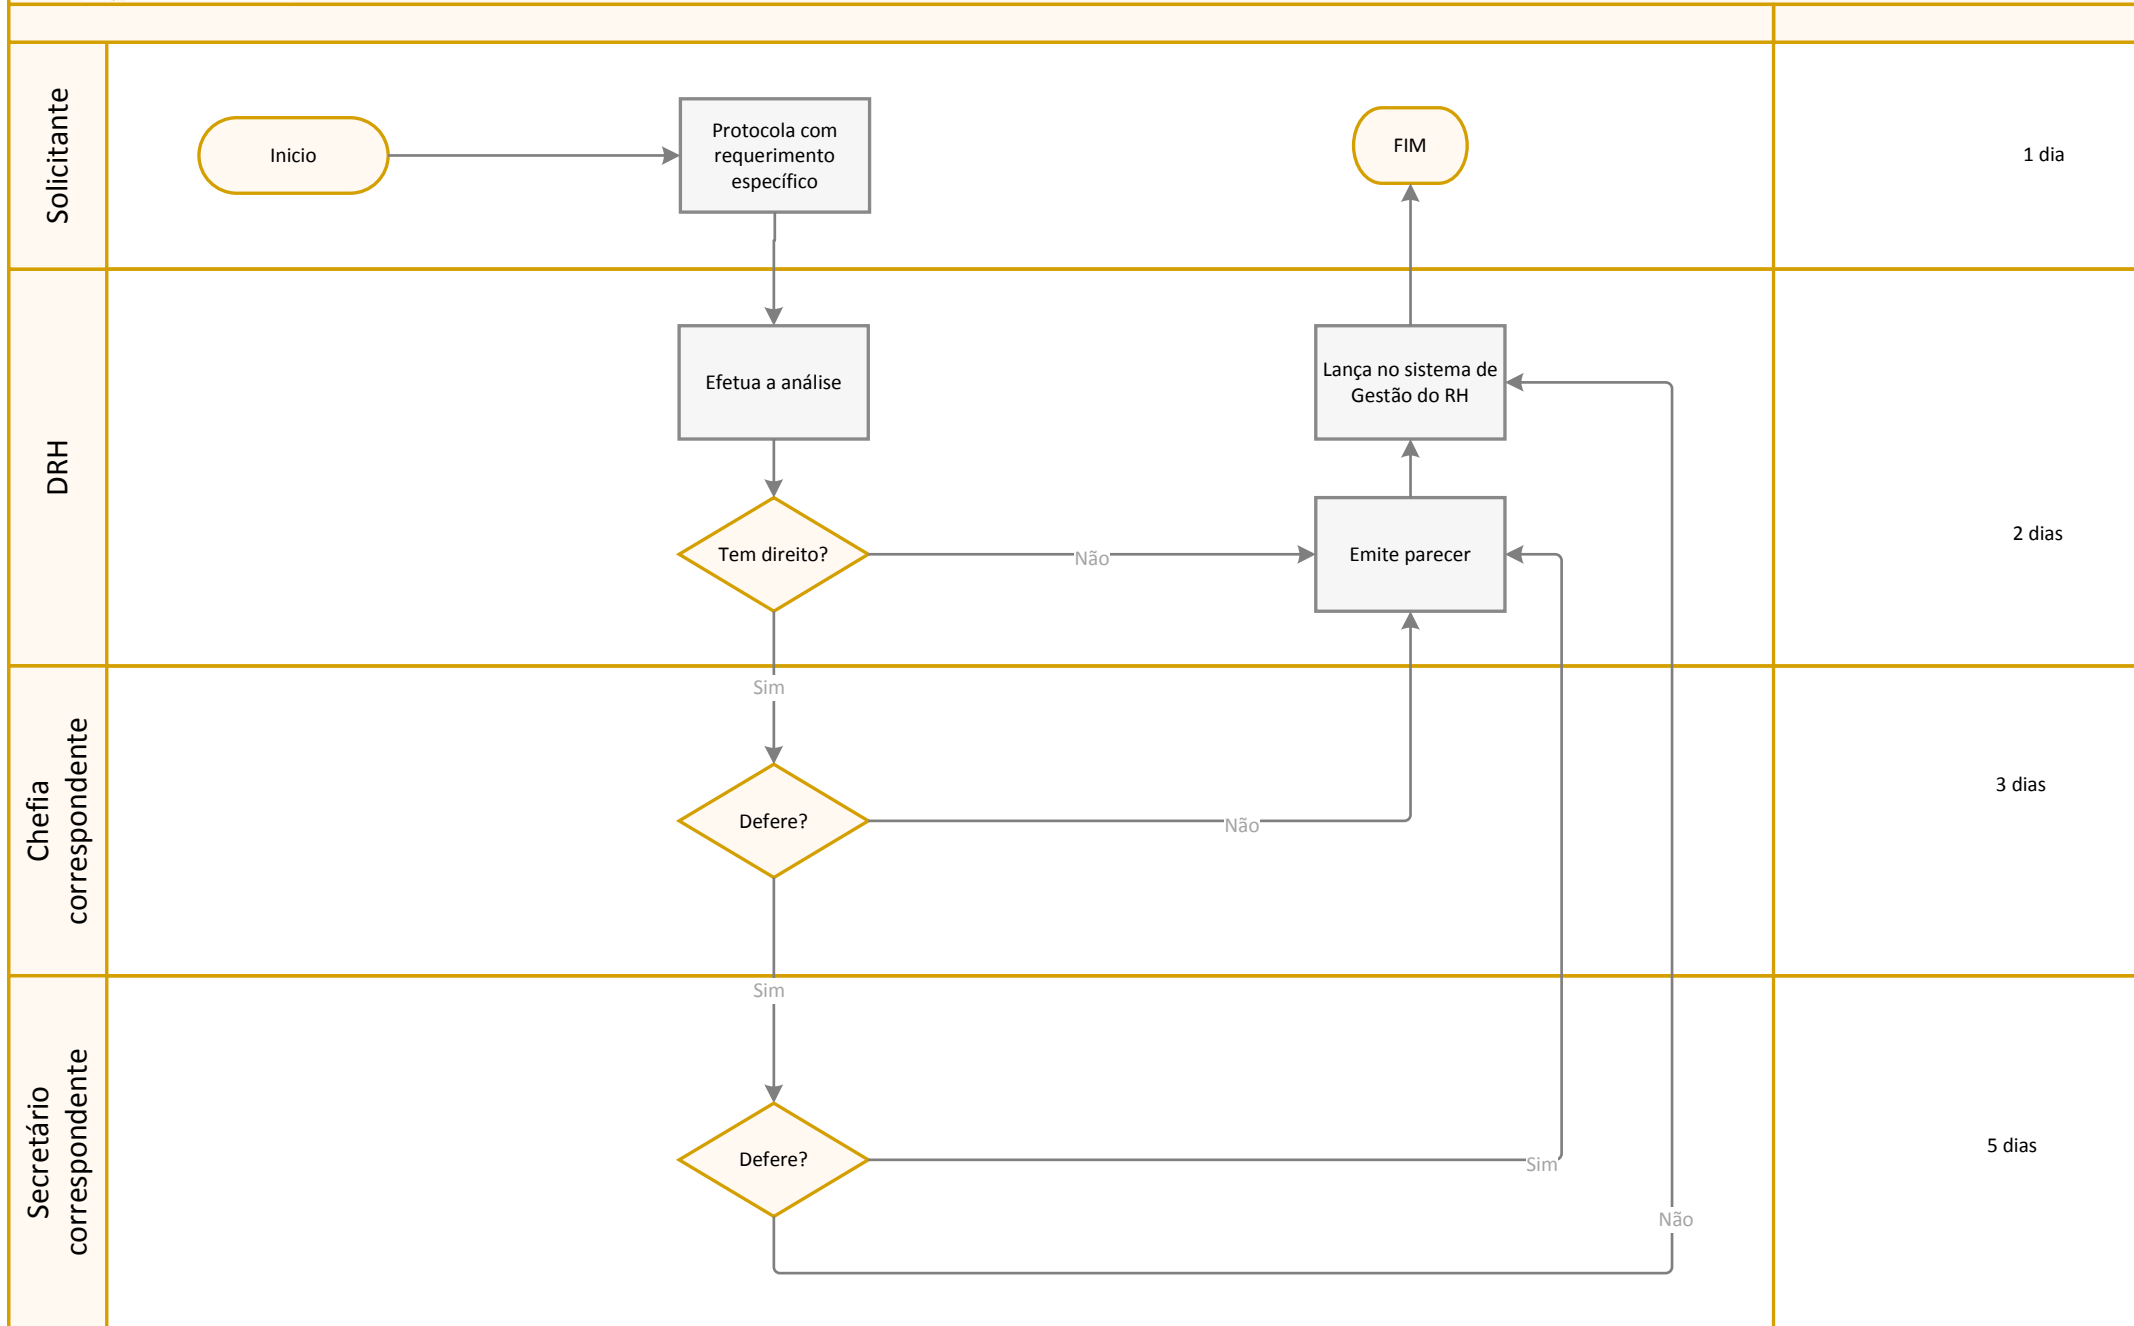 Solicitante
Inicio
Protocola com
requerimento
específico
FIM
1 dia
DRH
Efetua a análise
Lança no sistema de
Gestão do RH
Tem direito?
Não
Emite parecer
2 dias
Sim
Chefia
correspondente
Defere?
Não
3 dias
Sim
Secretário
correspondente
Defere?
Sim
5 dias
Não